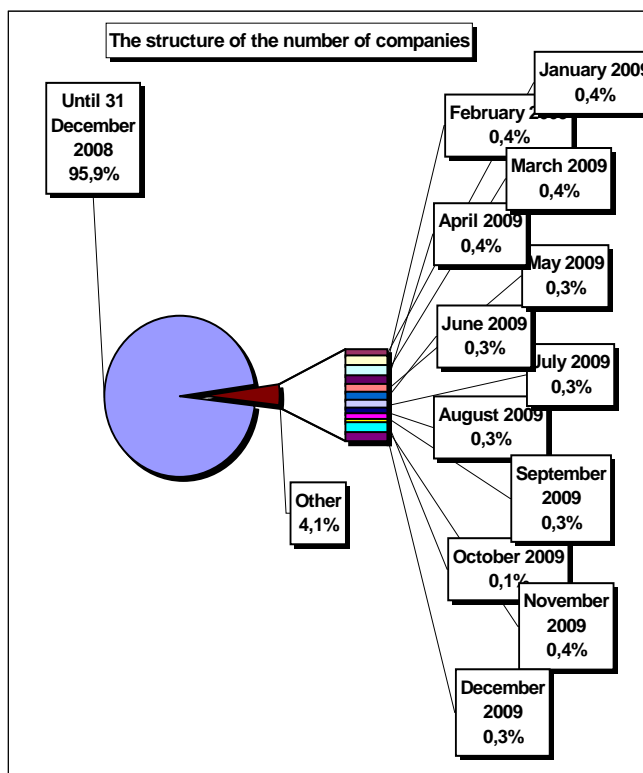 The structure of the number of companies
Until 31
December
2008
95,9%
January 2009
0,4%
February 2009
0,4%
March 2009
0,4%
April 2009
0,4%
May 2009
0,3%
June 2009
0,3%
July 2009
0,3%
August 2009
0,3%
September
2009
0,3%
October 2009
0,1%
November
2009
0,4%
December
2009
0,3%
Other
4,1%